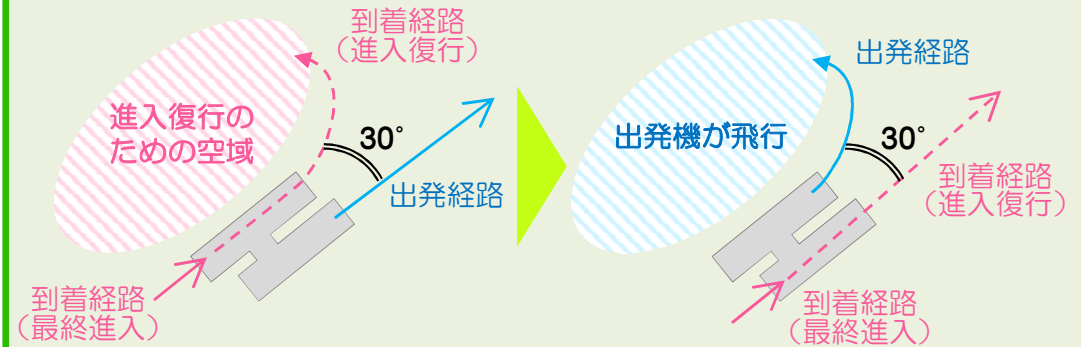 到着経路
（進入復行）
進入復行の
ための空域
30°
出発経路
到着経路
（最終進入）
出発経路
出発機が飛行
30°
到着経路
（進入復行）
到着経路
（最終進入）